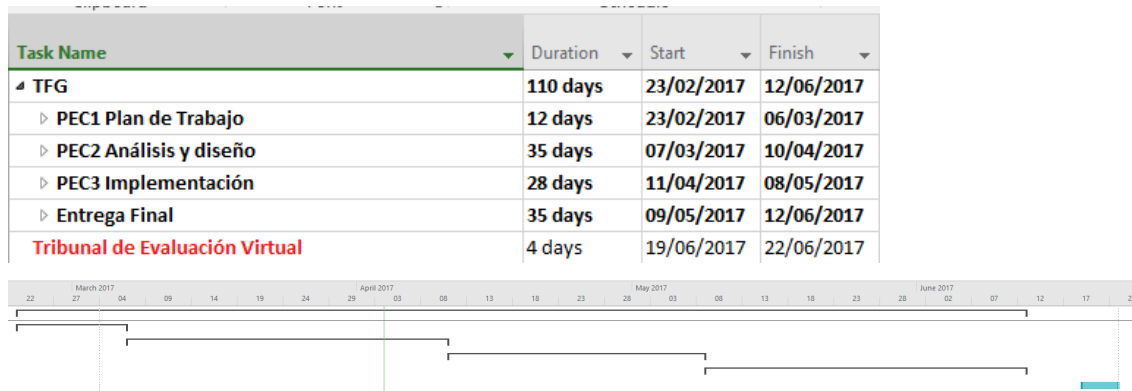 Task Name Duration Start Finish
TFG 110 days 23/02/2017 12/06/2017
PEC1 Plan de Trabajo 12 days 23/02/2017 06/03/2017
PEC2 Análisis y diseño 35 days 07/03/2017 10/04/2017
PEC3 Implementación 28 days 11/04/2017 08/05/2017
Entrega Final 35 days 09/05/2017 12/06/2017
Tribunal de Evaluación Virtual 4 days 19/06/2017 22/06/2017
March 2017 April 2017 May 2017 June 2017
22 27 04 09 14 19 24 29 03 08 13 18 23 28 03 08 13 18 23 28 02 07 12 17